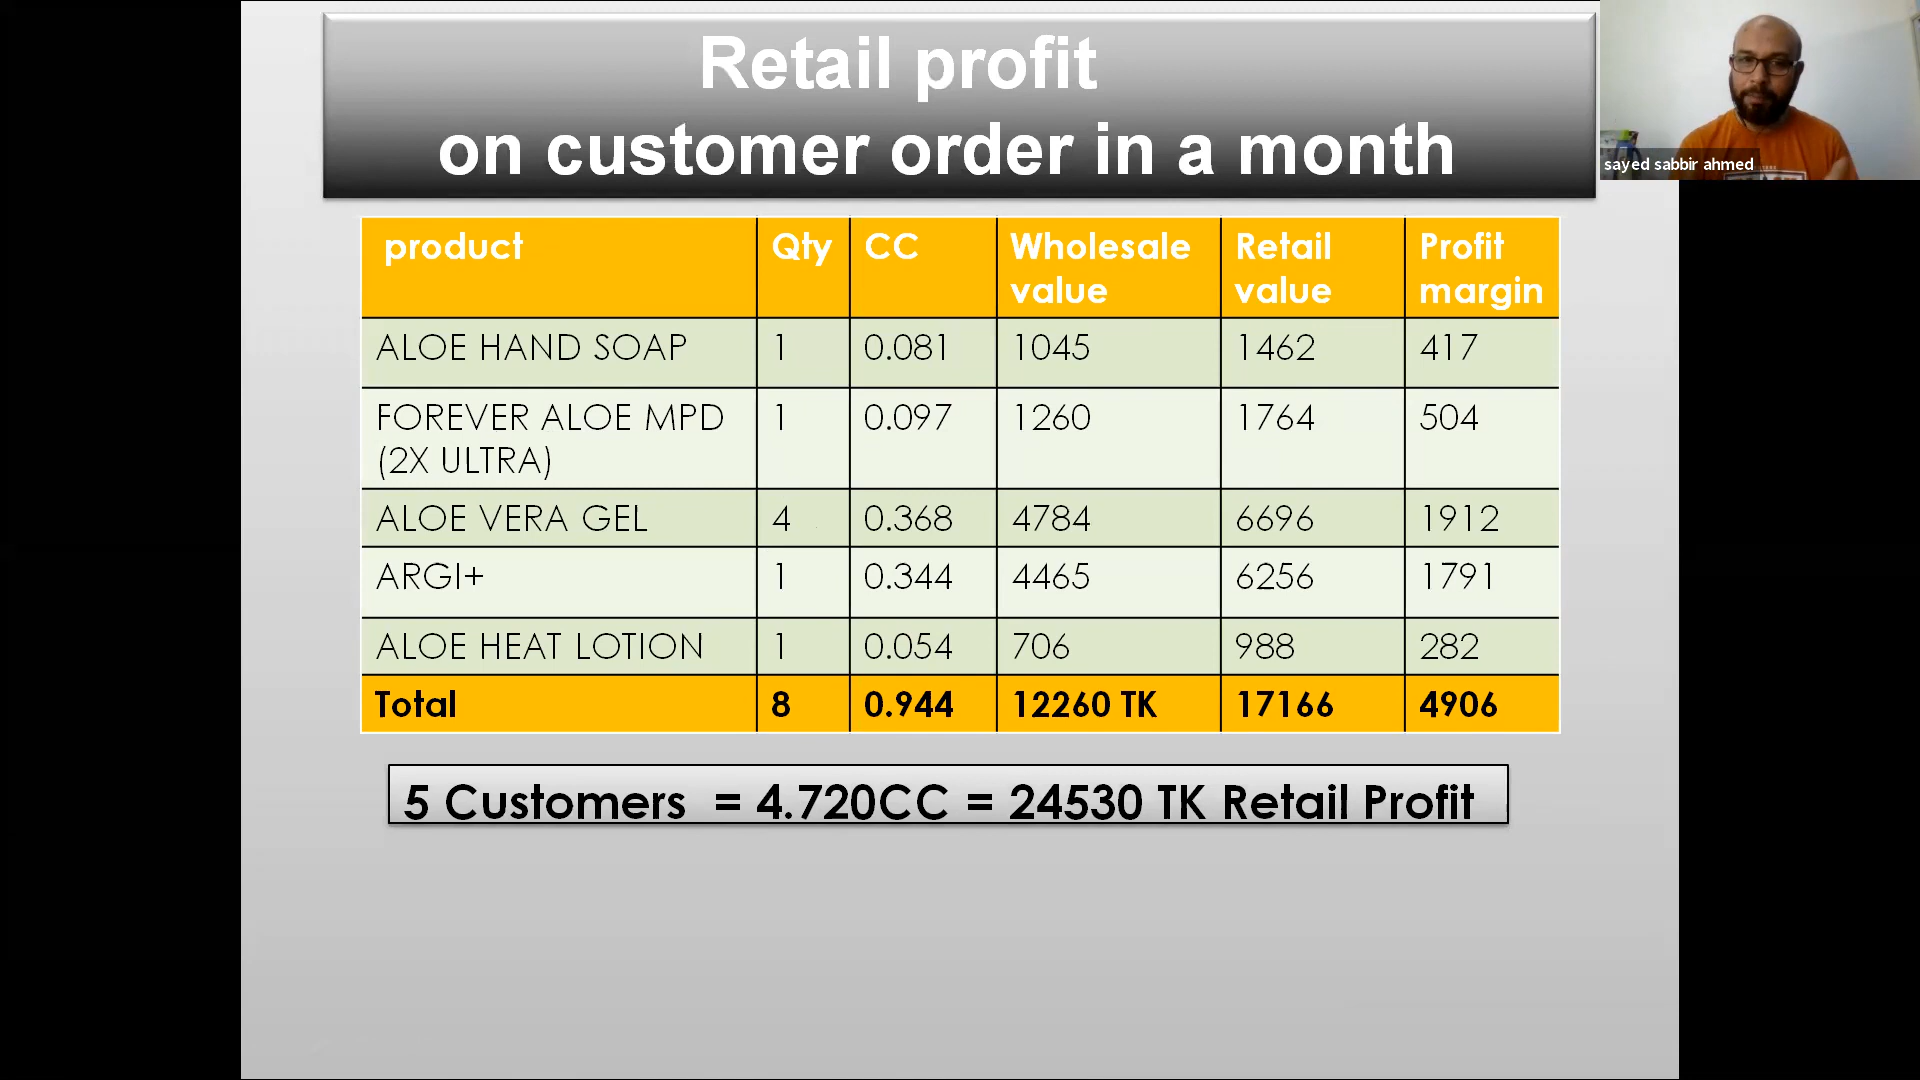 Retail profit
on customer order in a month
sayed sabbir ahmed
product Qty CC Wholesale value Retail value Profit margin
ALOE HAND SOAP 1 0.081 1045 1462 417
FOREVER ALOE MPD (2X ULTRA) 1 0.097 1260 1764 504
ALOE VERA GEL 4 0.368 4784 6696 1912
ARGI+ 1 0.344 4465 6256 1791
ALOE HEAT LOTION 1 0.054 706 988 282
Total 8 0.944 12260 TK 17166 4906
5 Customers = 4.720CC = 24530 TK Retail Profit